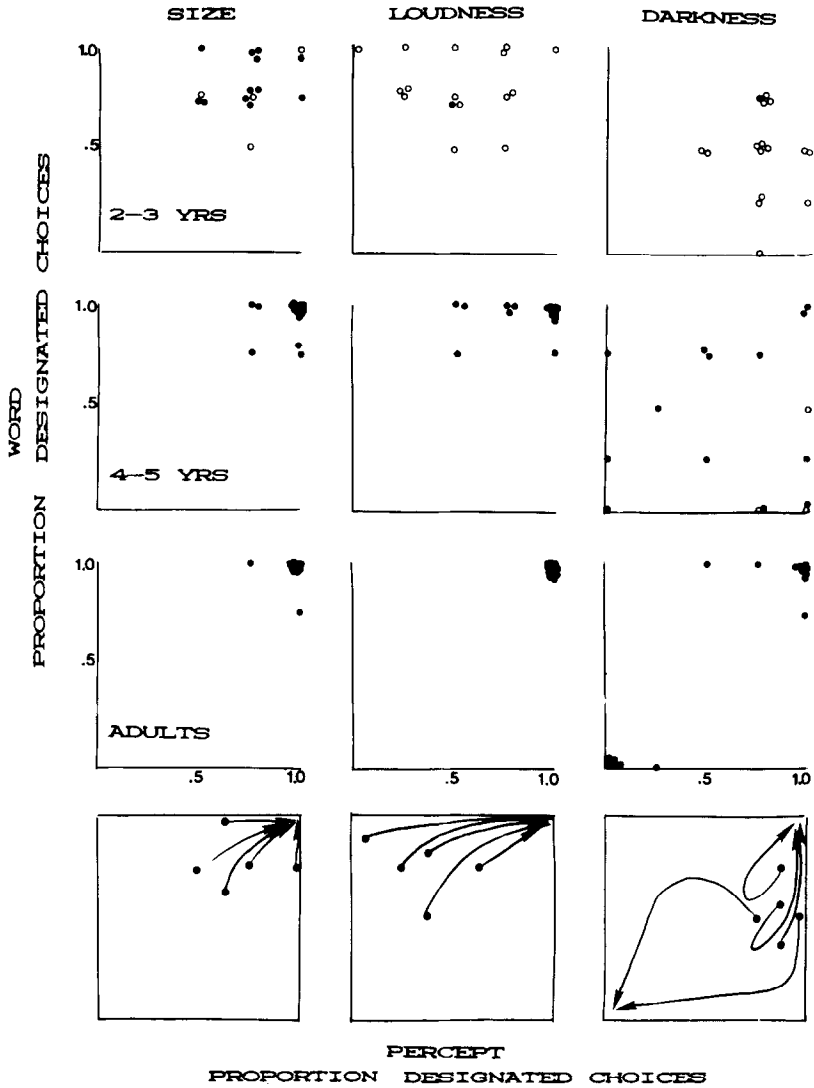 SIZE LOUDNESS DARKNESS
1.0
.5
2-3 YRS
1.0
.5
4-5 YRS
1.0
.5
ADULTS
.5 1.0 .5 1.0 .5 1.0
WORD
PROPORTION DESIGNATED CHOICES
PERCEPT
PROPORTION DESIGNATED CHOICES